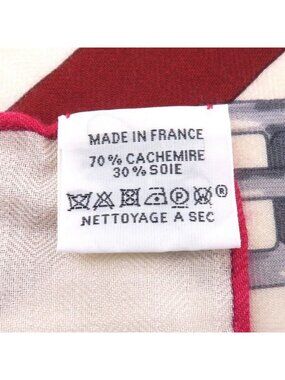 MADE IN FRANCE
70% CACHEMIRE
30% SOIE
®
NETTOYAGE A SEC